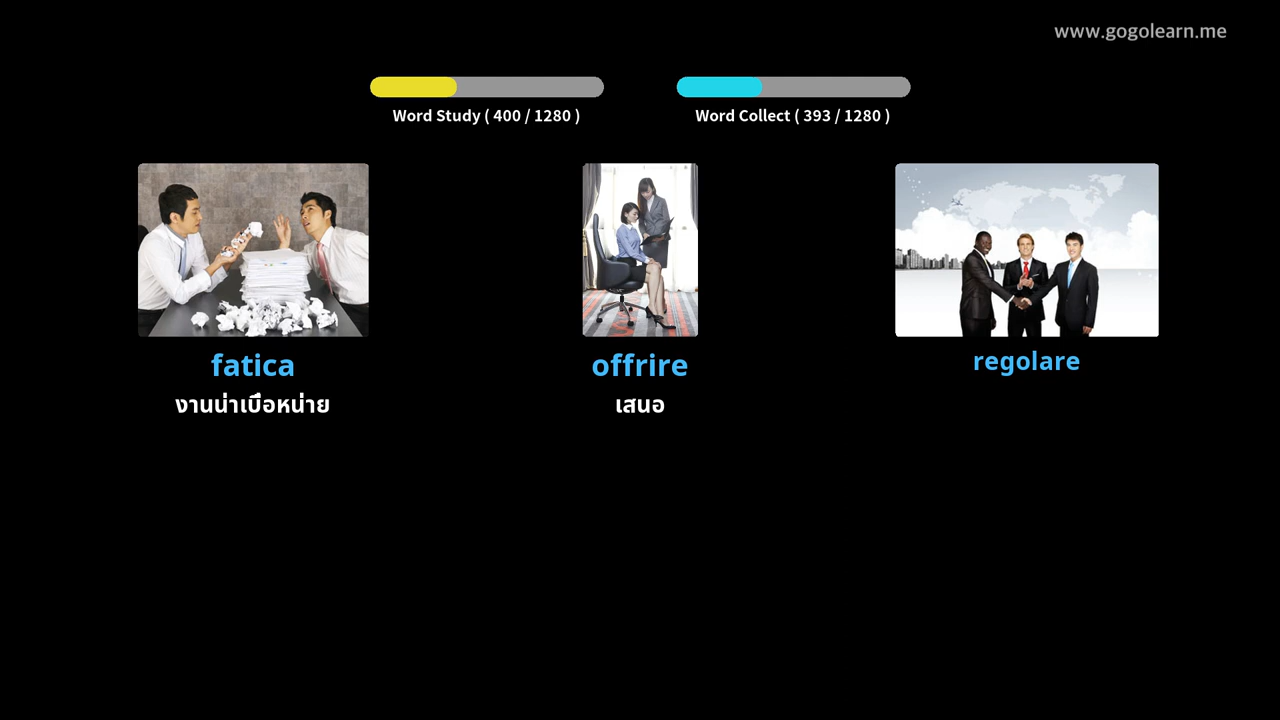 www.gogolearn.me
Word Study ( 400 / 1280 )
Word Collect ( 393 / 1280 )
fatica
offrire
regolare
งานน่าเบื่อหน่าย
เสนอ